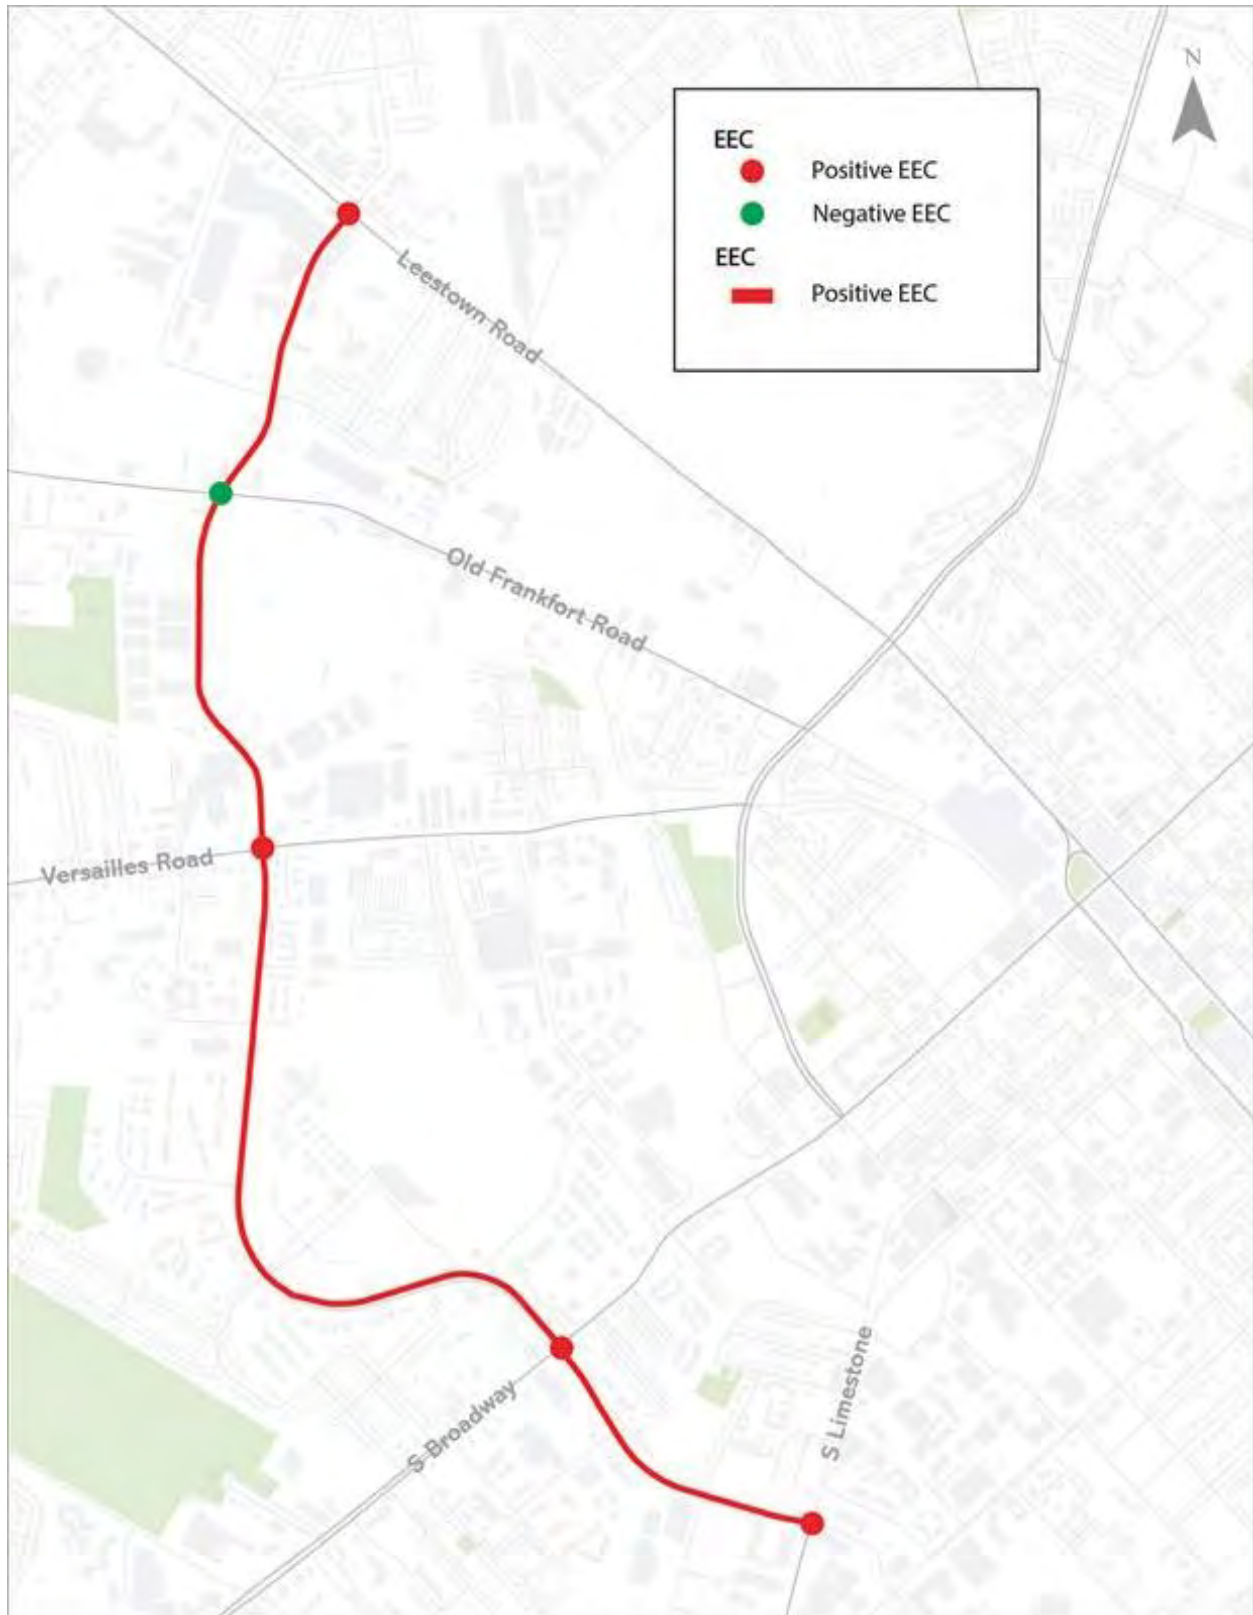 N
EEC
Positive EEC
Negative EEC
EEC
Positive EEC
Leestown Road
Old Frankfort Road
Versailles Road
S Broadway
S Limestone